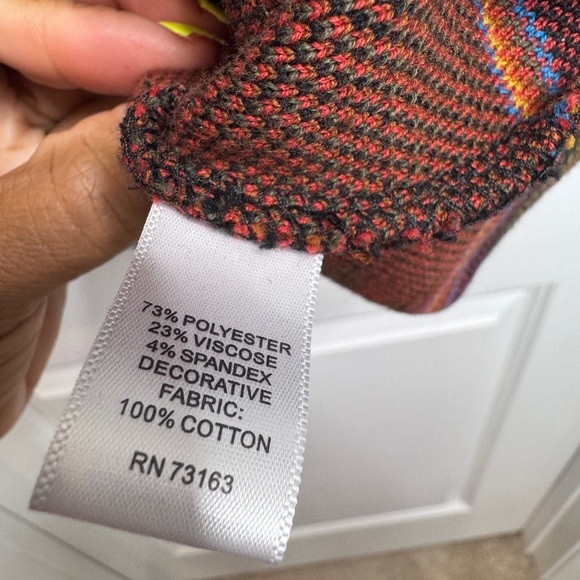 73% POLYESTER
23% VISCOSE
4% SPANDEX
DECORATIVE
FABRIC:
100% COTTON
RN 73163